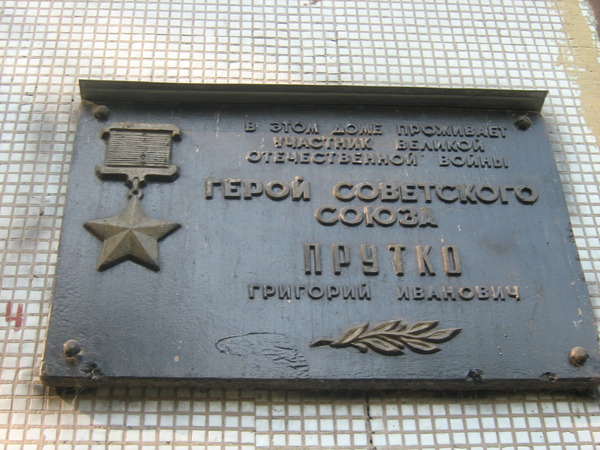 В ЭТОМ ДОМЕ ПРОЖИВАЕТ
УЧАСТНИК ВЕЛИКОЙ
ОТЕЧЕСТВЕННОЙ ВОЙНЫ
ГЕРОЙ СОВЕТСКОГО
СОЮЗА
ПРУТКО
ГРИГОРИЙ ИВАНОВИЧ
Ч